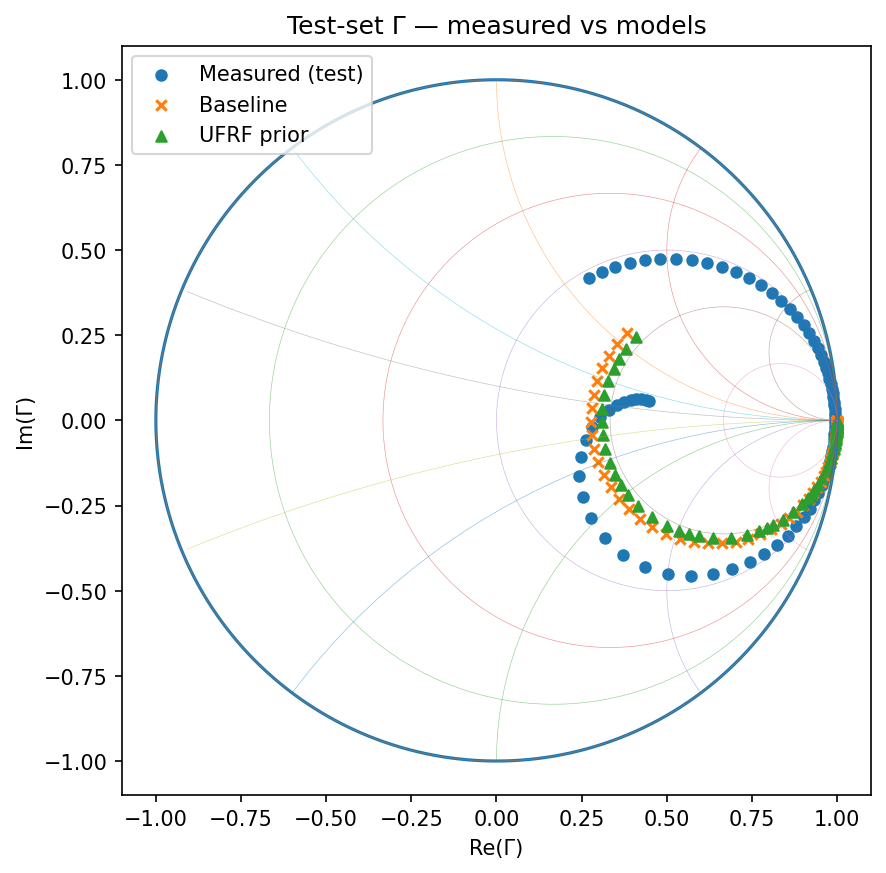 Test-set Γ — measured vs models
Measured (test)
Baseline
UFRF prior
1.00
0.75
0.50
0.25
0.00
−0.25
−0.50
−0.75
−1.00
Im(Γ)
−1.00 −0.75 −0.50 −0.25 0.00 0.25 0.50 0.75 1.00
Re(Γ)